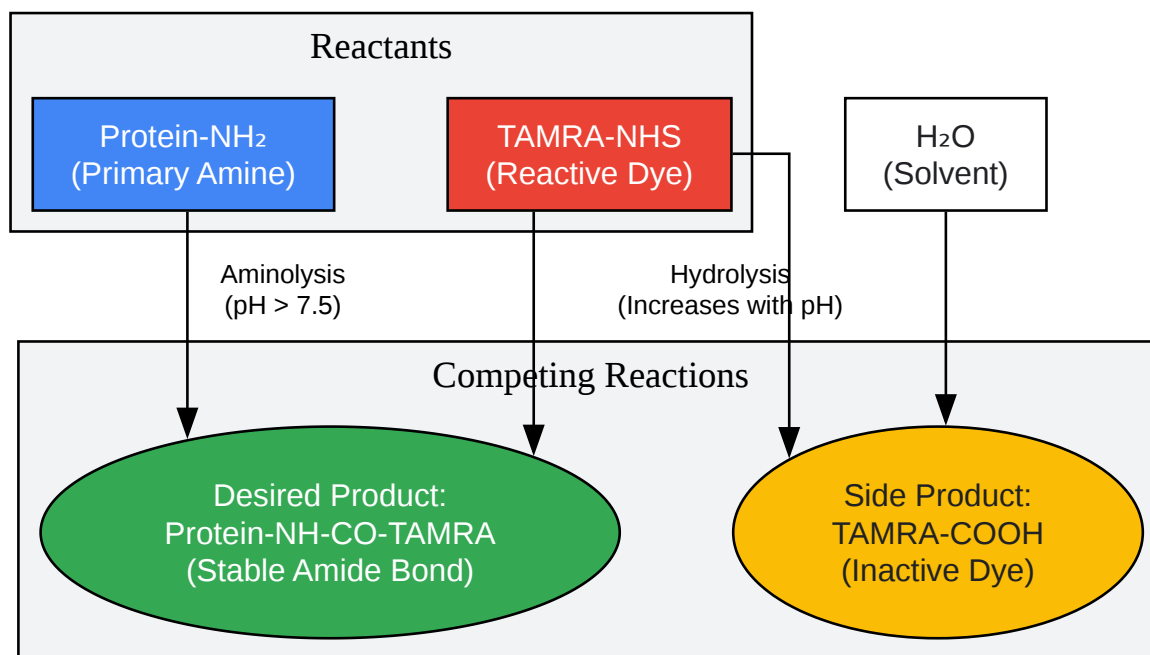 Reactants
Protein-NH₂
(Primary Amine)
TAMRA-NHS
(Reactive Dye)
H₂O
(Solvent)
Aminolysis
(pH > 7.5)
Hydrolysis
(Increases with pH)
Competing Reactions
Desired Product:
Protein-NH-CO-TAMRA
(Stable Amide Bond)
Side Product:
TAMRA-COOH
(Inactive Dye)